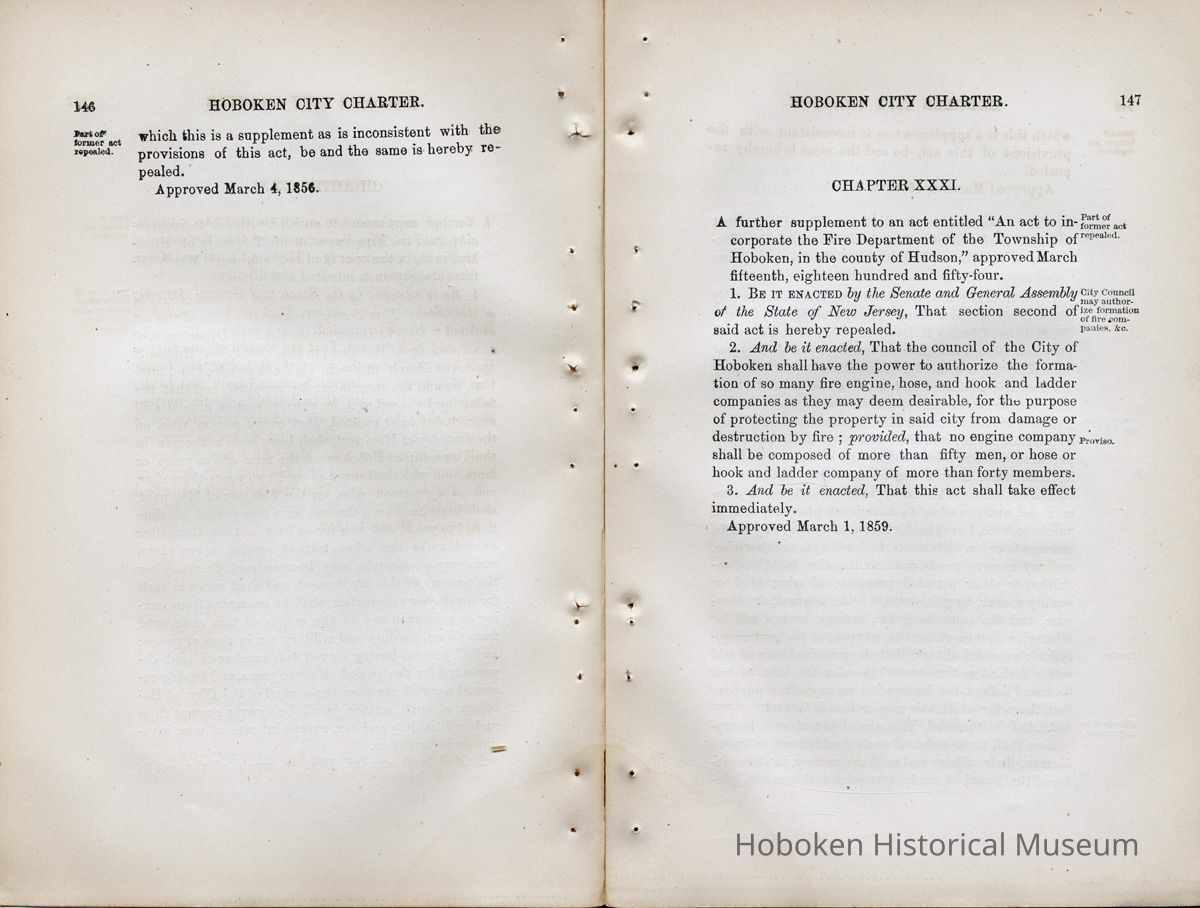 146
HOBOKEN CITY CHARTER.
Part of
former act
repealed.
which this is a supplement as is inconsistent with the
provisions of this act, be and the same is hereby re-
pealed.
Approved March 4, 1856.
HOBOKEN CITY CHARTER.
147
CHAPTER XXXI.
A further supplement to an act entitled “An act to in-
corporate the Fire Department of the Township of
Hoboken, in the county of Hudson,” approved March
fifteenth, eighteen hundred and fifty-four.
Part of
former act
repealed.
1. BE IT ENACTED by the Senate and General Assembly
of the State of New Jersey, That section second of
said act is hereby repealed.
City Council
may author-
ize formation
of fire com-
panies, &c.
2. And be it enacted, That the council of the City of
Hoboken shall have the power to authorize the forma-
tion of so many fire engine, hose, and hook and ladder
companies as they may deem desirable, for the purpose
of protecting the property in said city from damage or
destruction by fire ; provided, that no engine company
shall be composed of more than fifty men, or hose or
hook and ladder company of more than forty members.
Proviso.
3. And be it enacted, That this act shall take effect
immediately.
Approved March 1, 1859.
Hoboken Historical Museum